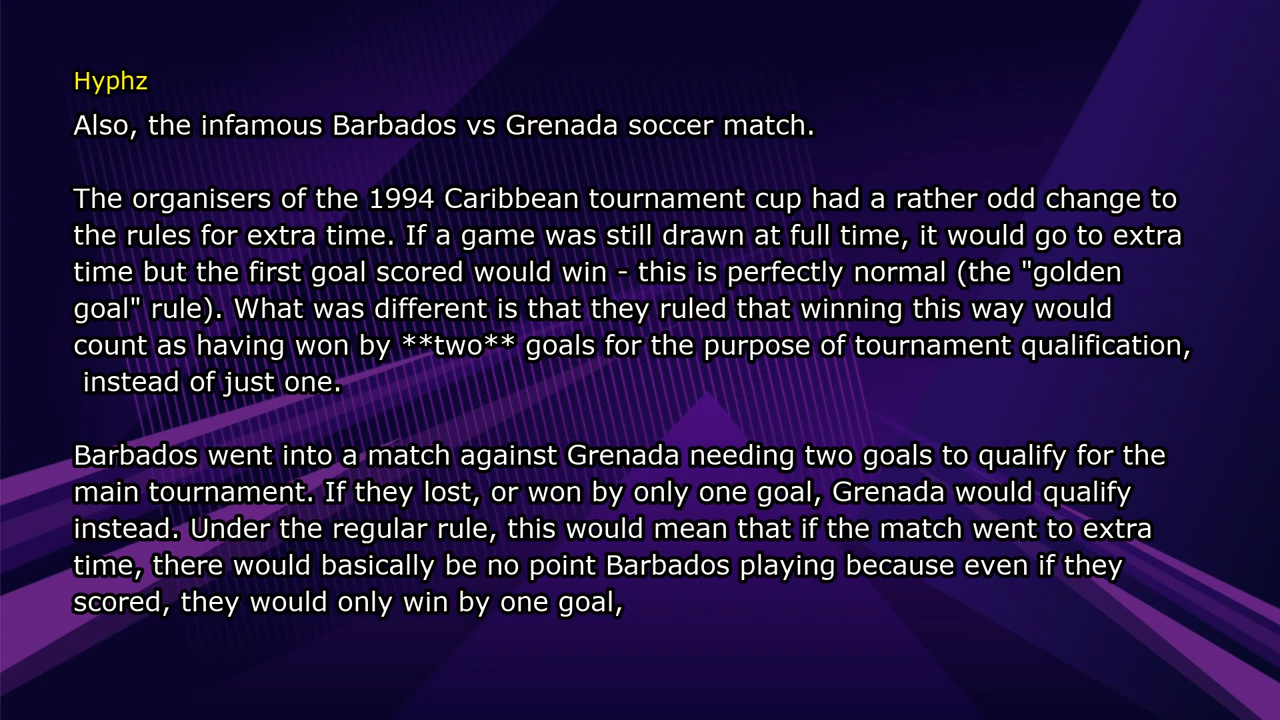 Hyphz
Also, the infamous Barbados vs Grenada soccer match.
The organisers of the 1994 Caribbean tournament cup had a rather odd change to
the rules for extra time. If a game was still drawn at full time, it would go to extra
time but the first goal scored would win - this is perfectly normal (the "golden
goal" rule). What was different is that they ruled that winning this way would
count as having won by **two** goals for the purpose of tournament qualification,
instead of just one.
Barbados went into a match against Grenada needing two goals to qualify for the
main tournament. If they lost, or won by only one goal, Grenada would qualify
instead. Under the regular rule, this would mean that if the match went to extra
time, there would basically be no point Barbados playing because even if they
scored, they would only win by one goal,